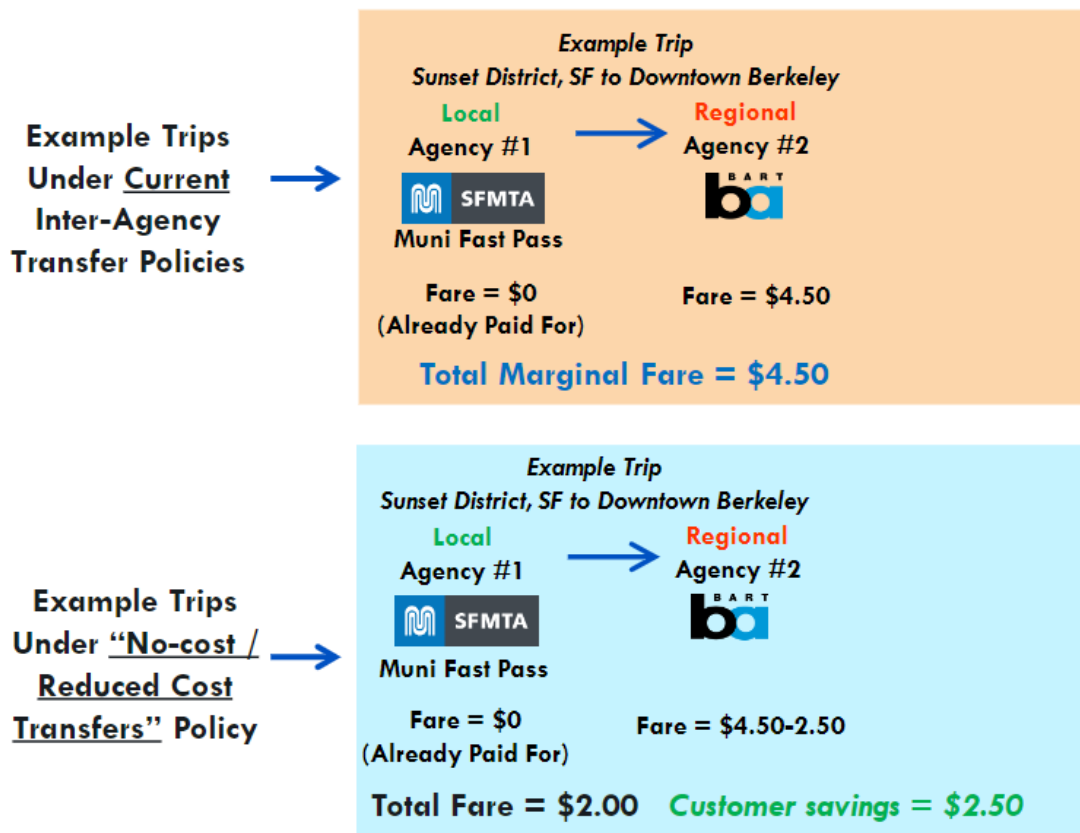 Example Trips
Under Current
Inter-Agency
Transfer Policies
Example Trip
Sunset District, SF to Downtown Berkeley
Local
Agency #1
SFMTA
Muni Fast Pass
Fare = $0
(Already Paid For)
Regional
Agency #2
BART
ba
Fare = $4.50
Total Marginal Fare = $4.50
Example Trips
Under “No-cost /
Reduced Cost
Transfers” Policy
Example Trip
Sunset District, SF to Downtown Berkeley
Local
Agency #1
SFMTA
Muni Fast Pass
Fare = $0
(Already Paid For)
Regional
Agency #2
BART
ba
Fare = $4.50-2.50
Total Fare = $2.00 Customer savings = $2.50